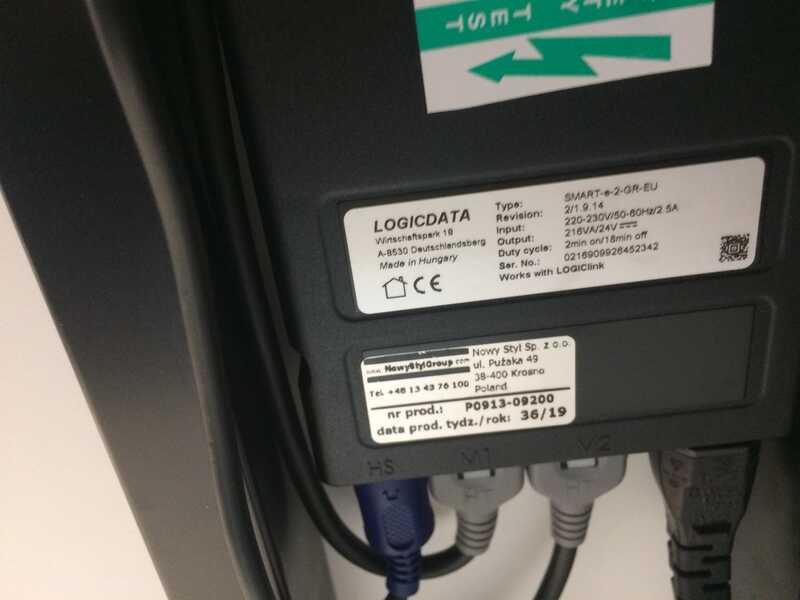 TY
TEST
LOGICDATA
Wirtschaftspark 18
A-8530 Deutschlandsberg
Made in Hungary
CE
Type: SMART-e-2-GR-EU
Revision: 2/1.9.14
Input: 220-230V/50-60Hz/2.5A
Output: 216VA/24V
Duty cycle: 2min on/18min off
Ser. No.: 0216909926452342
Works with LOGIClink
www.NowyStylGroup.com
Tel. +48 13 43 76 100
Nowy Styl Sp. z o.o.
ul. Pużaka 49
38-400 Krosno
Poland
nr prod.: P0913-09200
data prod. tydz./rok: 36/19
HS
M1
M2